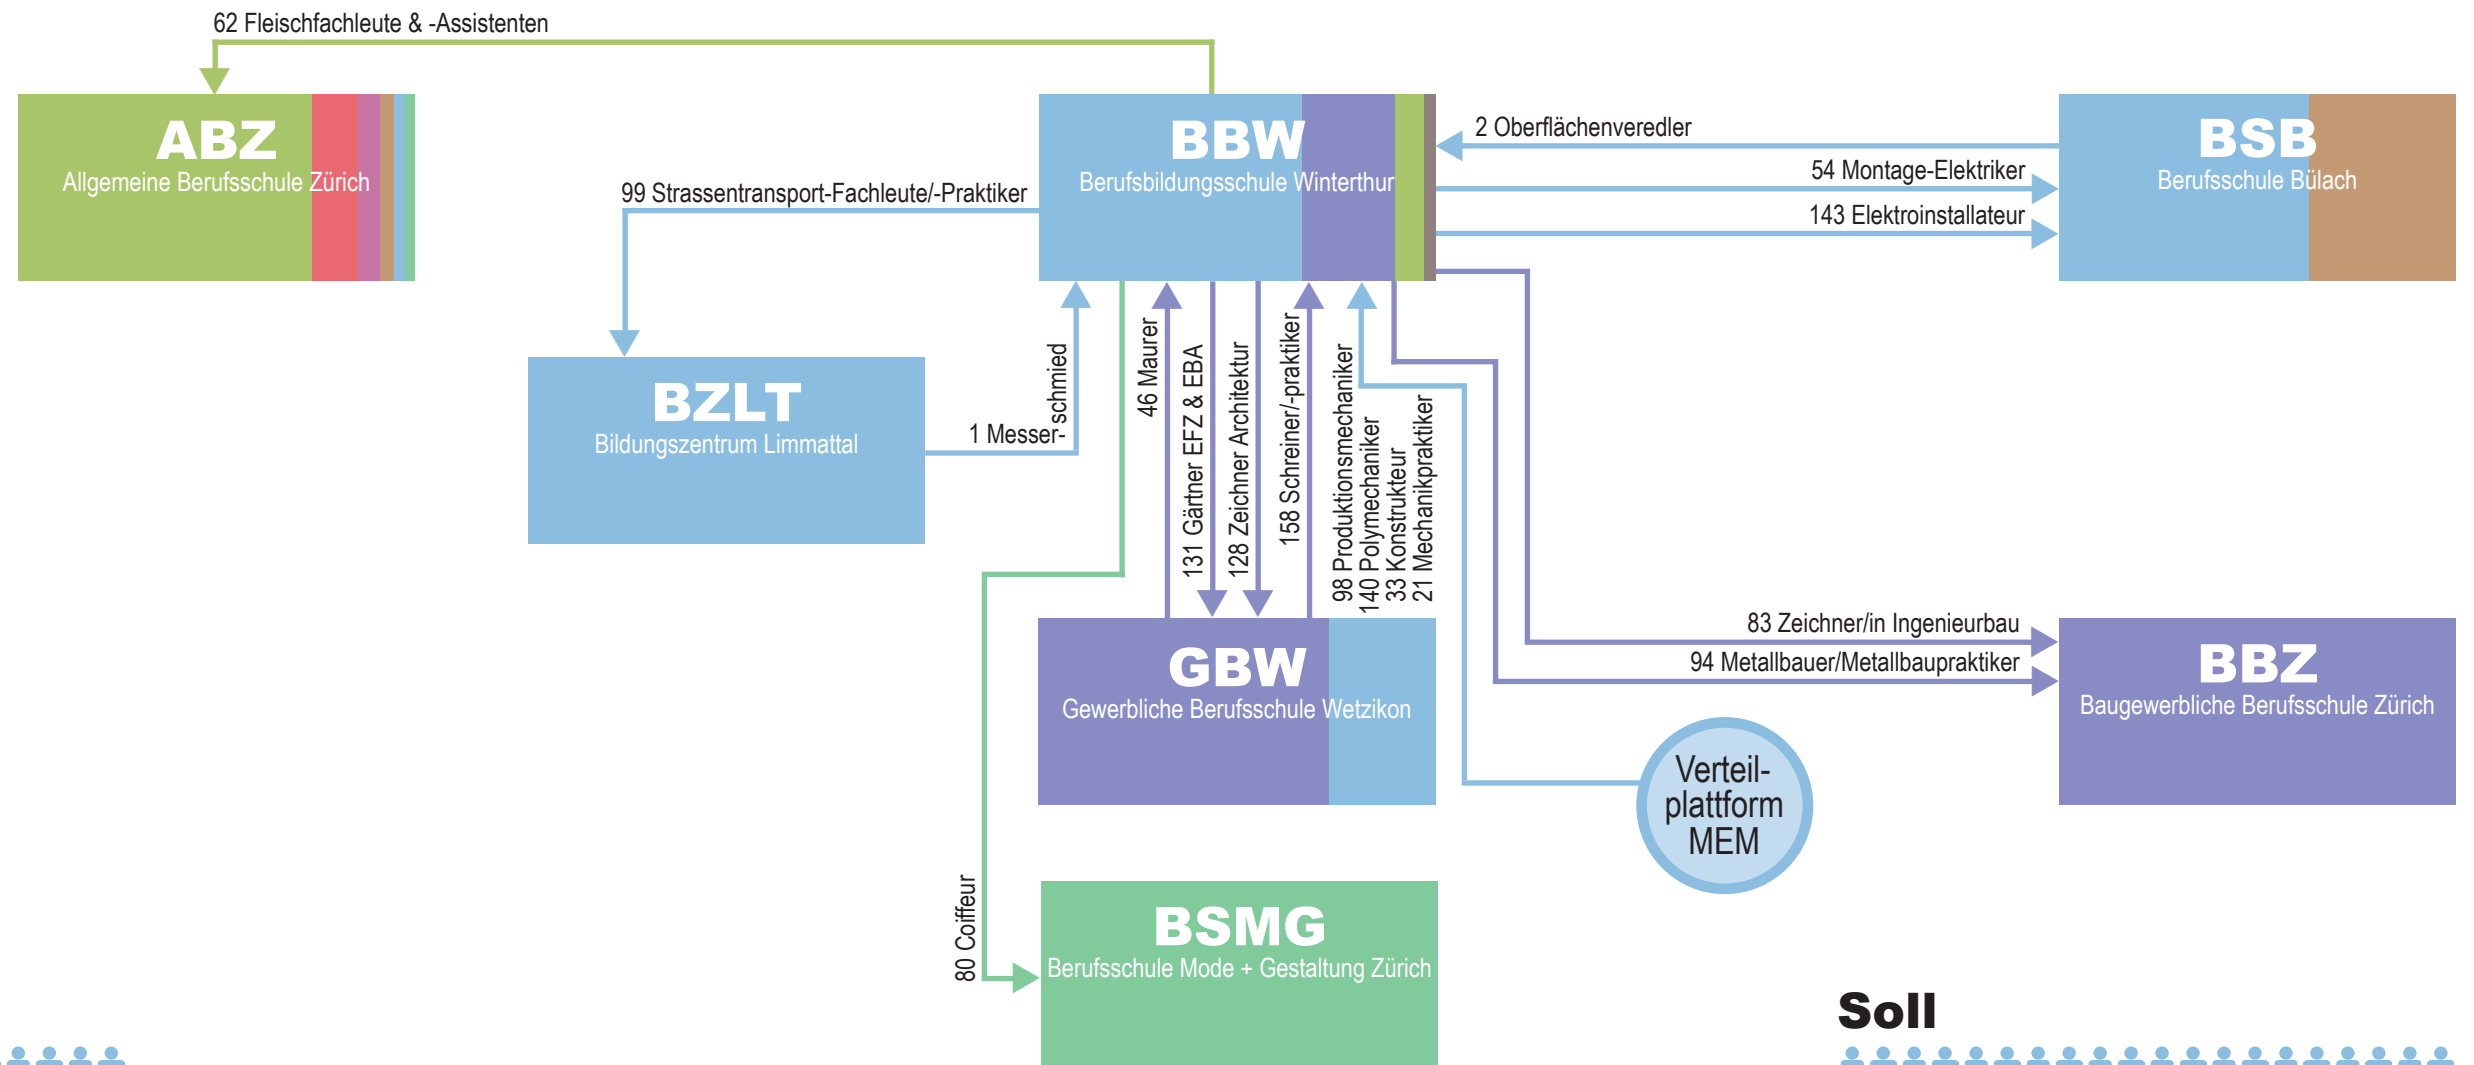 62 Fleischfachleute & -Assistenten
ABZ
Allgemeine Berufsschule Zürich
BBW
Berufsbildungsschule Winterthur
2 Oberflächenveredler
54 Montage-Elektriker
143 Elektroinstallateur
BSB
Berufsschule Bülach
99 Strassentransport-Fachleute/-Praktiker
BZLT
Bildungszentrum Limmattal
1 Messer-
schmied
46 Maurer
131 Gärtner EFZ & EBA
128 Zeichner Architektur
158 Schreiner/-praktiker
98 Produktionsmechaniker
140 Polymechaniker
33 Konstrukteur
21 Mechanikpraktiker
83 Zeichner/in Ingenieurbau
94 Metallbauer/Metallbaupraktiker
GBW
Gewerbliche Berufsschule Wetzikon
BBZ
Baugewerbliche Berufsschule Zürich
Verteil-
plattform
MEM
80 Coiffeur
BSMG
Berufsschule Mode + Gestaltung Zürich
Soll